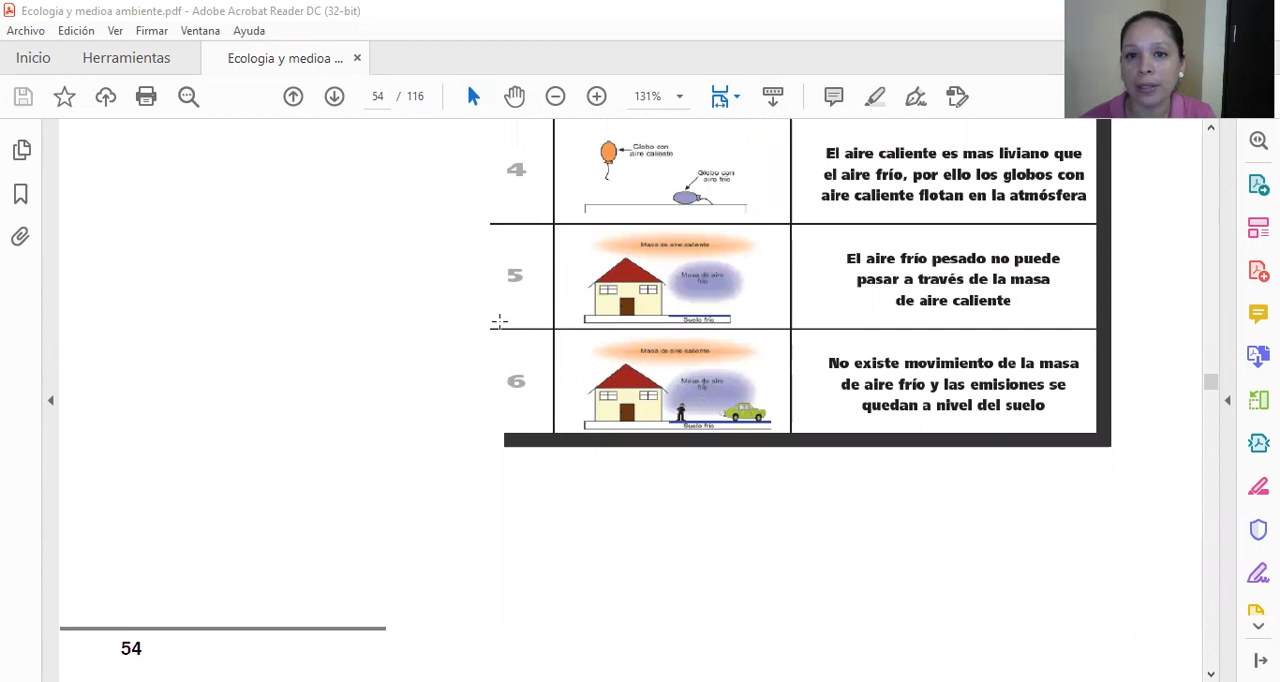 Ecologia y medioa ambiente.pdf - Adobe Acrobat Reader DC (32-bit)
Archivo Edición Ver Firmar Ventana Ayuda
Inicio Herramientas Ecologia y medioa ... ×
54 / 116 131%
4
Globo con
aire caliente
Globo con
aire frío
El aire caliente es mas liviano que
el aire frío, por ello los globos con
aire caliente flotan en la atmósfera
5
Masa de aire caliente
Masa de aire
frío
Suelo frío
El aire frío pesado no puede
pasar a través de la masa
de aire caliente
6
Masa de aire caliente
Masa de aire
frío
Suelo frío
No existe movimiento de la masa
de aire frío y las emisiones se
quedan a nivel del suelo
54